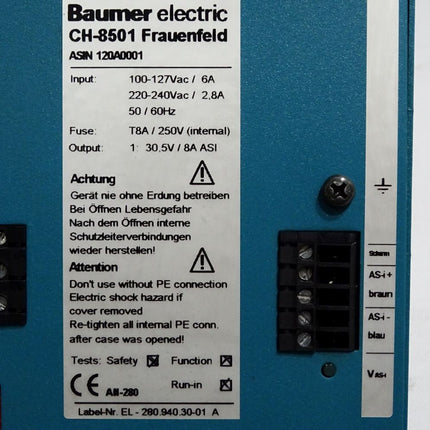 Baumer electric
CH-8501 Frauenfeld
ASIN 120A0001
Input: 100-127Vac / 6A
220-240Vac / 2,8A
50 / 60Hz
Fuse: T8A / 250V (internal)
Output: 1: 30,5V / 8A ASI
Achtung
Gerät nie ohne Erdung betreiben
Bei Öffnen Lebensgefahr
Nach dem Öffnen interne
Schutzleiterverbindungen
wieder herstellen!
Attention
Don't use without PE connection
Electric shock hazard if
cover removed
Re-tighten all internal PE conn.
after case was opened!
Tests: Safety Function
Run-in
CE AII-280
Label-Nr. EL - 280.940.30-01 A
Schirm
AS-i +
braun
AS-i -
blau
V AS-i